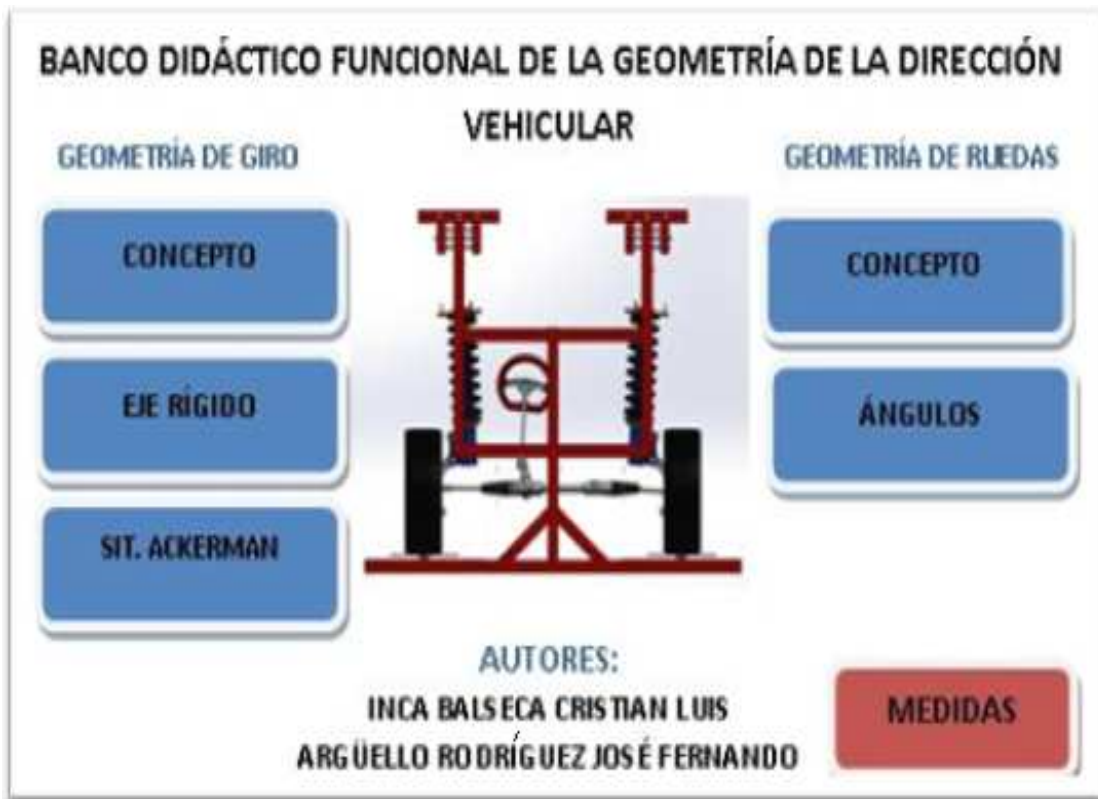 BANCO DIDÁCTICO FUNCIONAL DE LA GEOMETRÍA DE LA DIRECCIÓN
VEHICULAR
GEOMETRÍA DE GIRO
CONCEPTO
EJE RÍGIDO
SIT. ACKERMAN
GEOMETRÍA DE RUEDAS
CONCEPTO
ÁNGULOS
AUTORES:
INCA BALSECA CRISTIAN LUIS
ARGÜELLO RODRÍGUEZ JOSÉ FERNANDO
MEDIDAS